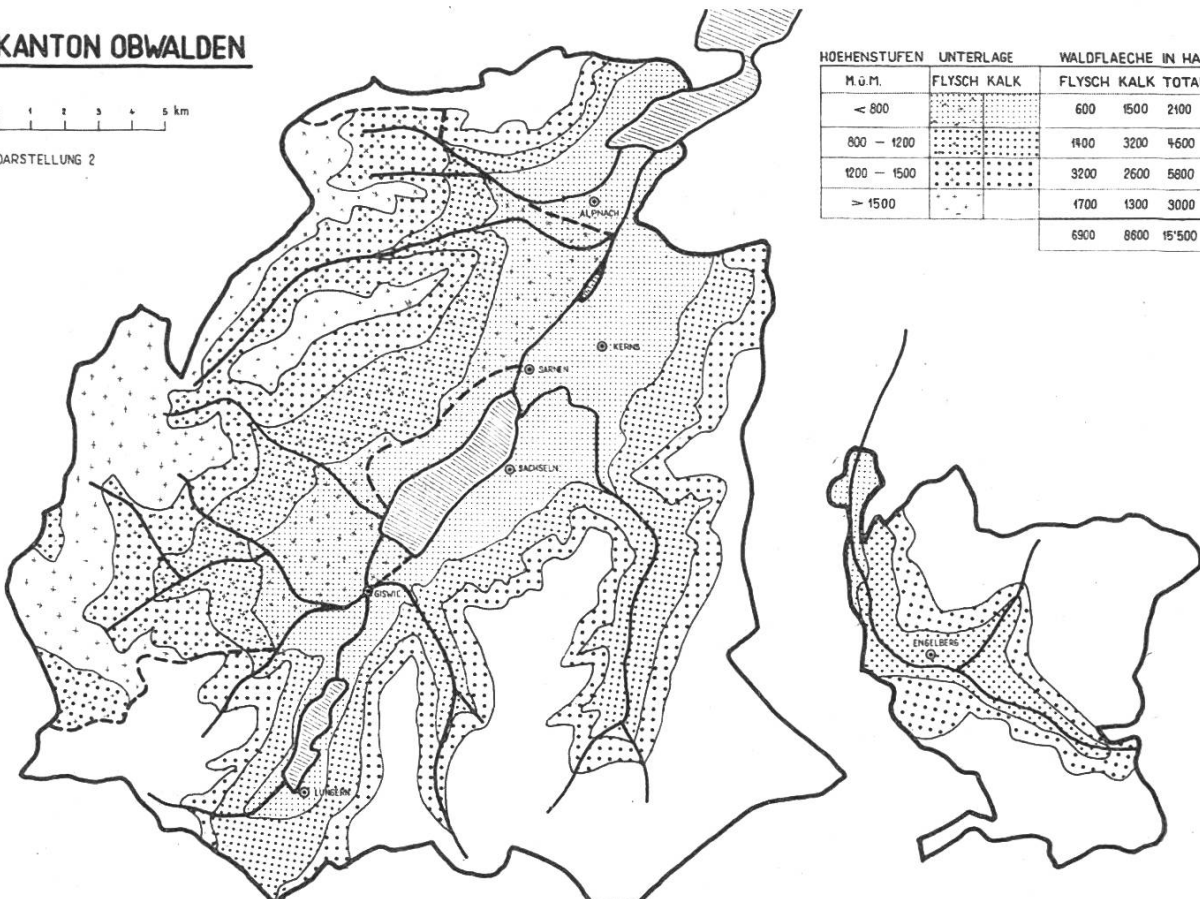 KANTON OBWALDEN
1 2 3 4 5 km
DARSTELLUNG 2
HOEHENSTUFEN UNTERLAGE WALDFLAECHE IN HA
M.ü.M. FLYSCH KALK FLYSCH KALK TOTAL
< 800 600 1500 2100
800 – 1200 1400 3200 4600
1200 – 1500 3200 2600 5800
> 1500 1700 1300 3000
6900 8600 15'500
ALPNACH
KERNS
SARNEN
SACHSELN
GISWIL
ENGELBERG
LUNGERN